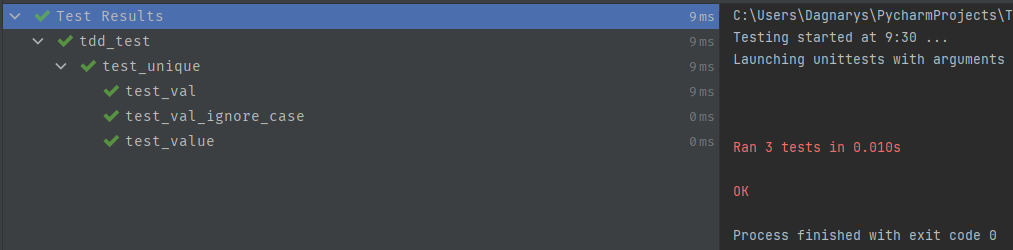 Test Results 9 ms
tdd_test 9 ms
test_unique 9 ms
test_val 9 ms
test_val_ignore_case 0 ms
test_value 0 ms
C:\Users\Dagnarys\PycharmProjects\T
Testing started at 9:30 ...
Launching unittests with arguments
Ran 3 tests in 0.010s
OK
Process finished with exit code 0